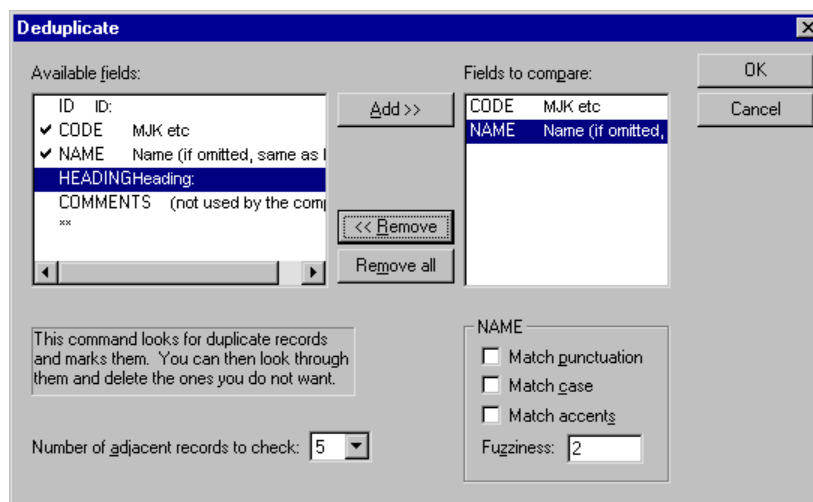 Deduplicate
Available fields:
ID ID:
CODE MJK etc
NAME Name (if omitted, same as
HEADINGHeading:
COMMENTS (not used by the
**
Add >>
<< Remove
Remove all
Fields to compare:
CODE MJK etc
NAME Name (if omitted,
OK
Cancel
This command looks for duplicate records
and marks them. You can then look through
them and delete the ones you do not want.
Number of adjacent records to check: 5
NAME
Match punctuation
Match case
Match accents
Fuzziness: 2